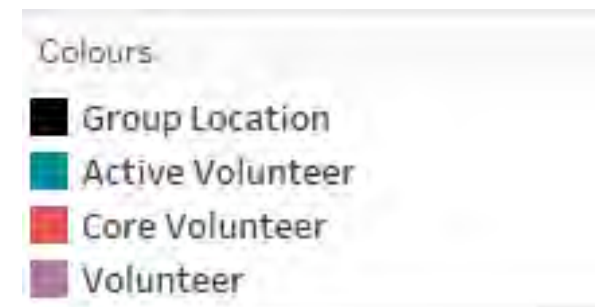 Colours
Group Location
Active Volunteer
Core Volunteer
Volunteer